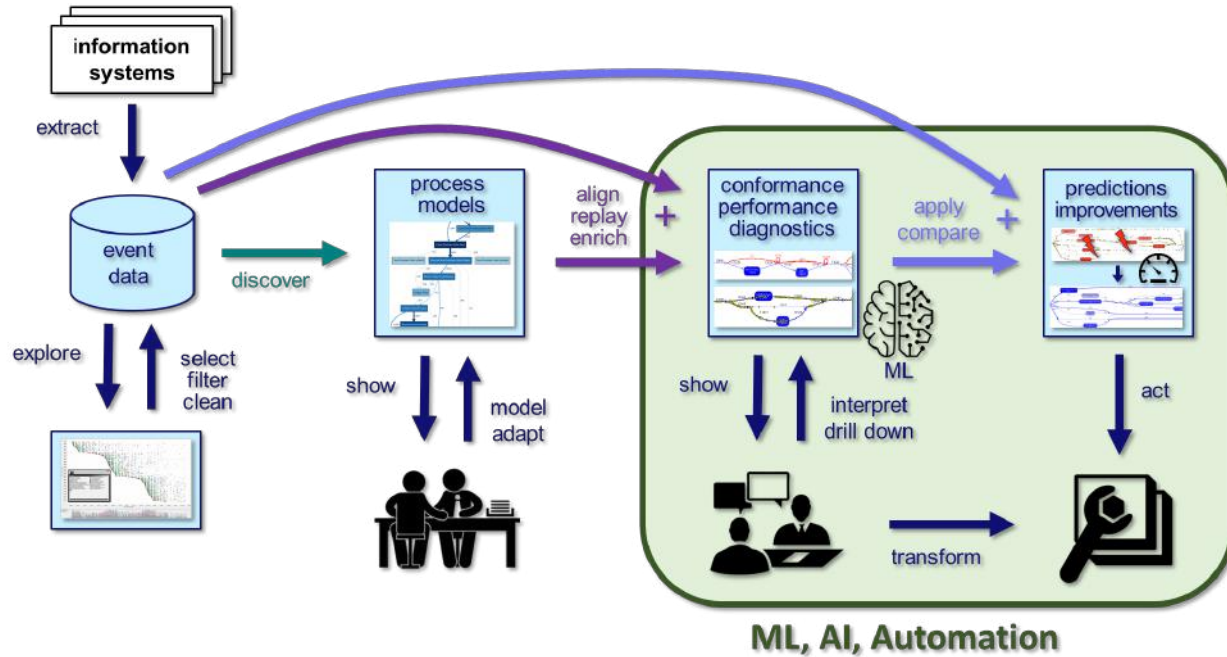 information
systems
extract
event
data
discover
explore
select
filter
clean
process
models
show
model
adapt
align
replay
enrich
+
conformance
performance
diagnostics
ML
show
interpret
drill down
apply
compare
+
predictions
improvements
act
transform
ML, AI, Automation